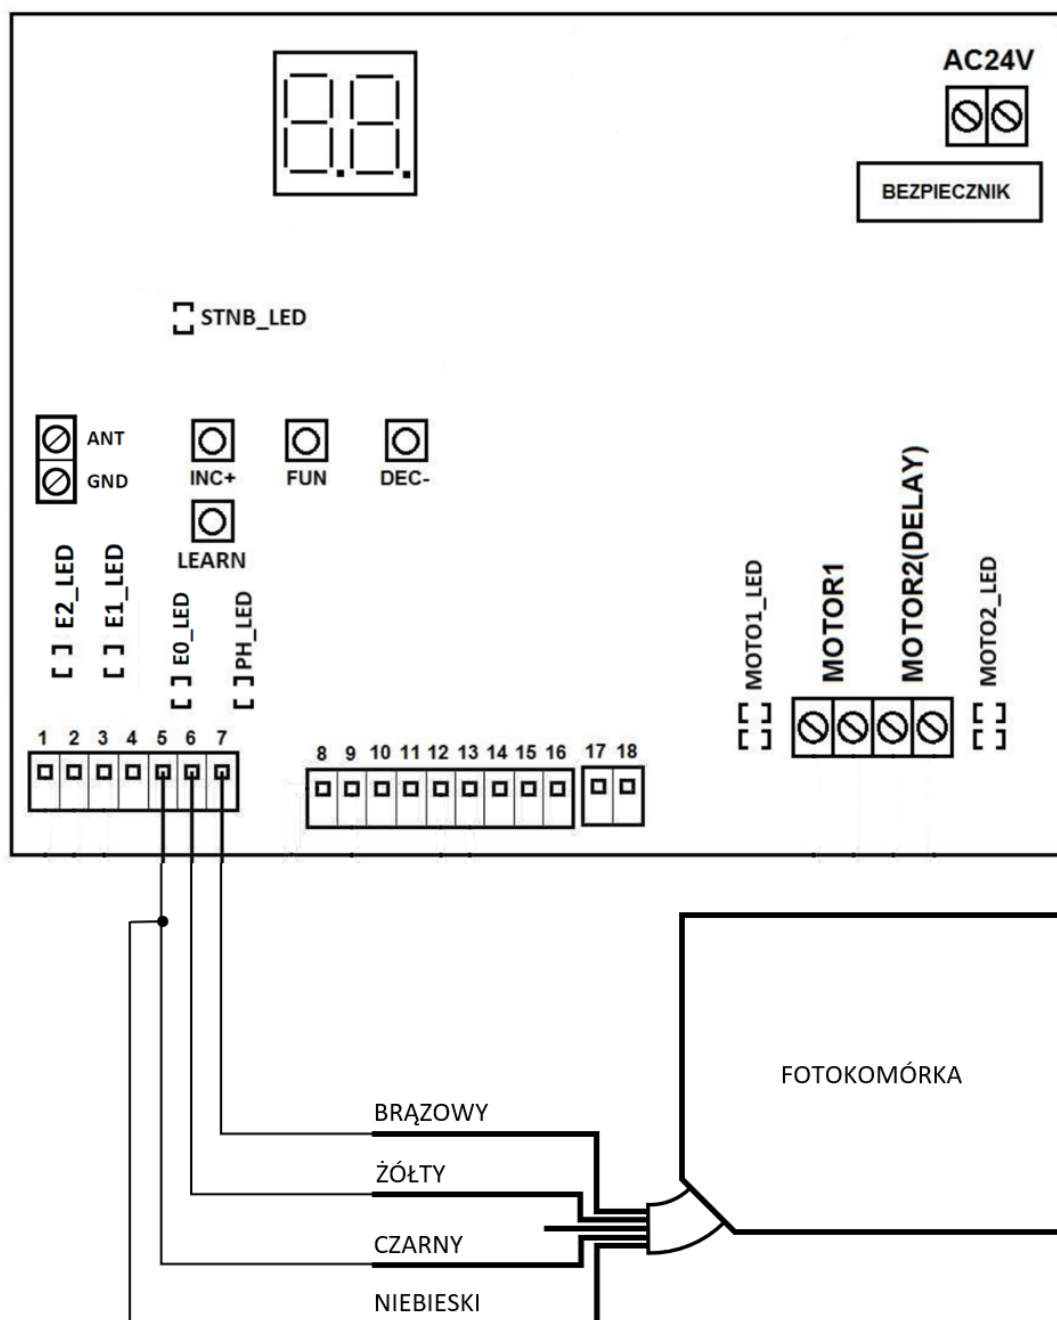 AC24V
BEZPIECZNIK
STNB_LED
ANT
GND
INC+
FUN
DEC-
LEARN
E2_LED
E1_LED
E0_LED
PH_LED
MOTO1_LED
MOTOR1
MOTOR2(DELAY)
MOTO2_LED
1 2 3 4 5 6 7
8 9 10 11 12 13 14 15 16 17 18
FOTOKOMÓRKA
BRĄZOWY
ŻÓŁTY
CZARNY
NIEBIESKI